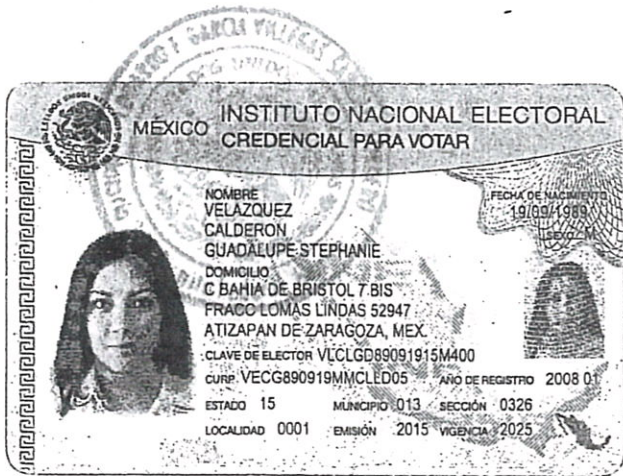 MÉXICO
INSTITUTO NACIONAL ELECTORAL
CREDENCIAL PARA VOTAR
NOMBRE
VELAZQUEZ
CALDERON
GUADALUPE STEPHANIE
FECHA DE NACIMIENTO
19/09/1989
SEXO M
DOMICILIO
C BAHIA DE BRISTOL 7 BIS
FRACC LOMAS LINDAS 52947
ATIZAPAN DE ZARAGOZA, MEX.
CLAVE DE ELECTOR VLCLGD89091915M400
CURP VECG890919MMCLLD05 AÑO DE REGISTRO 2008 01
ESTADO 15 MUNICIPIO 013 SECCIÓN 0326
LOCALIDAD 0001 EMISIÓN 2015 VIGENCIA 2025
GARCIA VILLEGAS